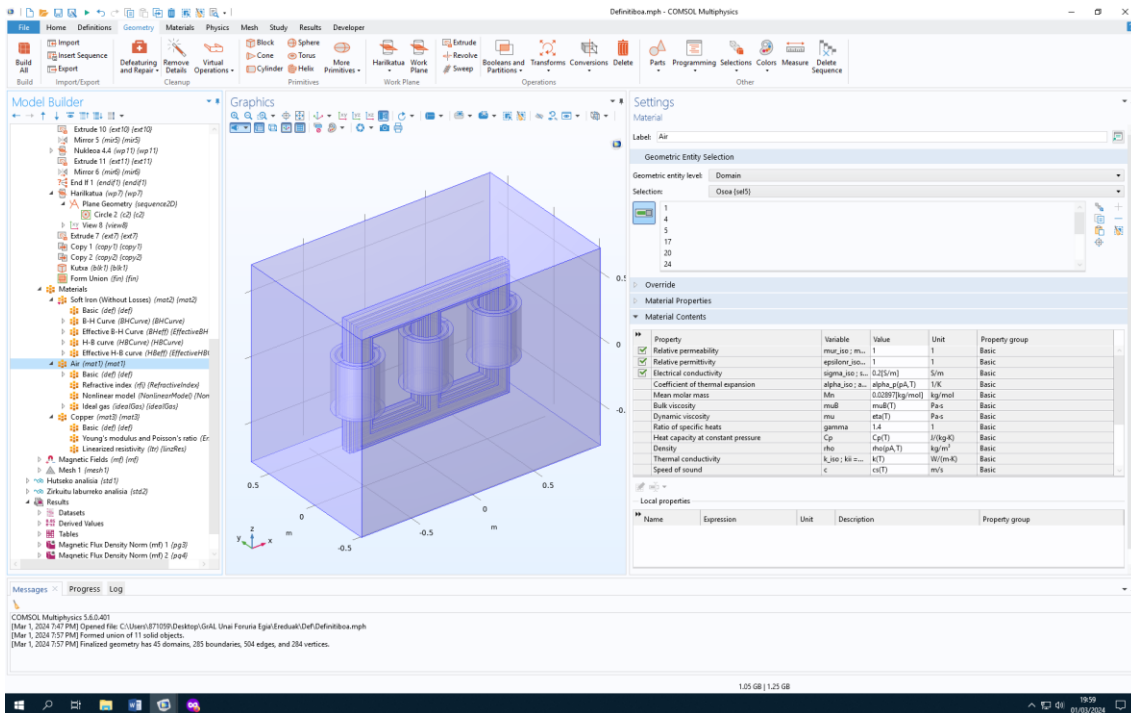 Definitiboa.mph - COMSOL Multiphysics
File Home Definitions Geometry Materials Physics Mesh Study Results Developer
Build All
Import
Insert Sequence
Export
Defeaturing and Repair
Remove Details
Virtual Operations
Block Sphere
Cone Torus
Cylinder Helix
More Primitives
Harilkatua
Work Plane
Extrude
Revolve
Sweep
Booleans and Partitions
Transforms
Conversions
Delete
Parts
Programming
Selections
Colors
Measure
Delete Sequence
Build Import/Export Cleanup Primitives Work Plane Operations Other
Model Builder
Extrude 10 (ext10) {ext10}
Mirror 5 (mir5) {mir5}
Nukleoa 4.4 (wp11) {wp11}
Extrude 11 (ext11) {ext11}
Mirror 6 (mir6) {mir6}
End If 1 (endif1) {endif1}
Harilkatua (wp7) {wp7}
Plane Geometry {sequence2D}
Circle 2 (c2) {c2}
View 8 {view8}
Extrude 7 (ext7) {ext7}
Copy 1 (copy1) {copy1}
Copy 2 (copy2) {copy2}
Kutxa (blk1) {blk1}
Form Union (fin) {fin}
Materials
Soft Iron (Without Losses) (mat2) {mat2}
Basic (def) {def}
B-H Curve (BHCurve) {BHCurve}
Effective B-H Curve (BHeff) {EffectiveBH
H-B curve (HBCurve) {HBCurve}
Effective H-B curve (HBeff) {EffectiveHB
Air (mat1) {mat1}
Basic (def) {def}
Refractive index (rfi) {RefractiveIndex}
Nonlinear model (NonlinearModel) {Non
Ideal gas (idealGas) {idealGas}
Copper (mat3) {mat3}
Basic (def) {def}
Young's modulus and Poisson's ratio (En
Linearized resistivity (ltr) {linzRes}
Magnetic Fields (mf) {mf}
Mesh 1 {mesh1}
Hutseko analisia {std1}
Zirkuitu laburreko analisia {std2}
Results
Datasets
Derived Values
Tables
Magnetic Flux Density Norm (mf) 1 {pg3}
Magnetic Flux Density Norm (mf) 2 {pg4}
Graphics
0.5
0
-0.
0.5
0
m
-0.5
0.5
0
m
-0.5
z
y x
Settings
Material
Label: Air
Geometric Entity Selection
Geometric entity level: Domain
Selection: Osoa {sel5}
1
4
5
17
20
24
Override
Material Properties
Material Contents
Property Variable Value Unit Property group
Relative permeability mur_iso ; m... 1 1 Basic
Relative permittivity epsilonr_iso... 1 1 Basic
Electrical conductivity sigma_iso ; s... 0.2[S/m] S/m Basic
Coefficient of thermal expansion alpha_iso ; a... alpha_p(pA,T) 1/K Basic
Mean molar mass Mn 0.02897[kg/mol] kg/mol Basic
Bulk viscosity muB muB(T) Pa·s Basic
Dynamic viscosity mu eta(T) Pa·s Basic
Ratio of specific heats gamma 1.4 1 Basic
Heat capacity at constant pressure Cp Cp(T) J/(kg·K) Basic
Density rho rho(pA,T) kg/m³ Basic
Thermal conductivity k_iso ; kii =... k(T) W/(m·K) Basic
Speed of sound c cs(T) m/s Basic
Local properties
Name Expression Unit Description Property group
Messages Progress Log
COMSOL Multiphysics 5.6.0.401
[Mar 1, 2024 7:47 PM] Opened file: C:\Users\871059\Desktop\GrAL Unai Foruria Egia\Ereduak\Def\Definitiboa.mph
[Mar 1, 2024 7:57 PM] Formed union of 11 solid objects.
[Mar 1, 2024 7:57 PM] Finalized geometry has 45 domains, 285 boundaries, 504 edges, and 284 vertices.
1.05 GB | 1.25 GB
19:59
01/03/2024